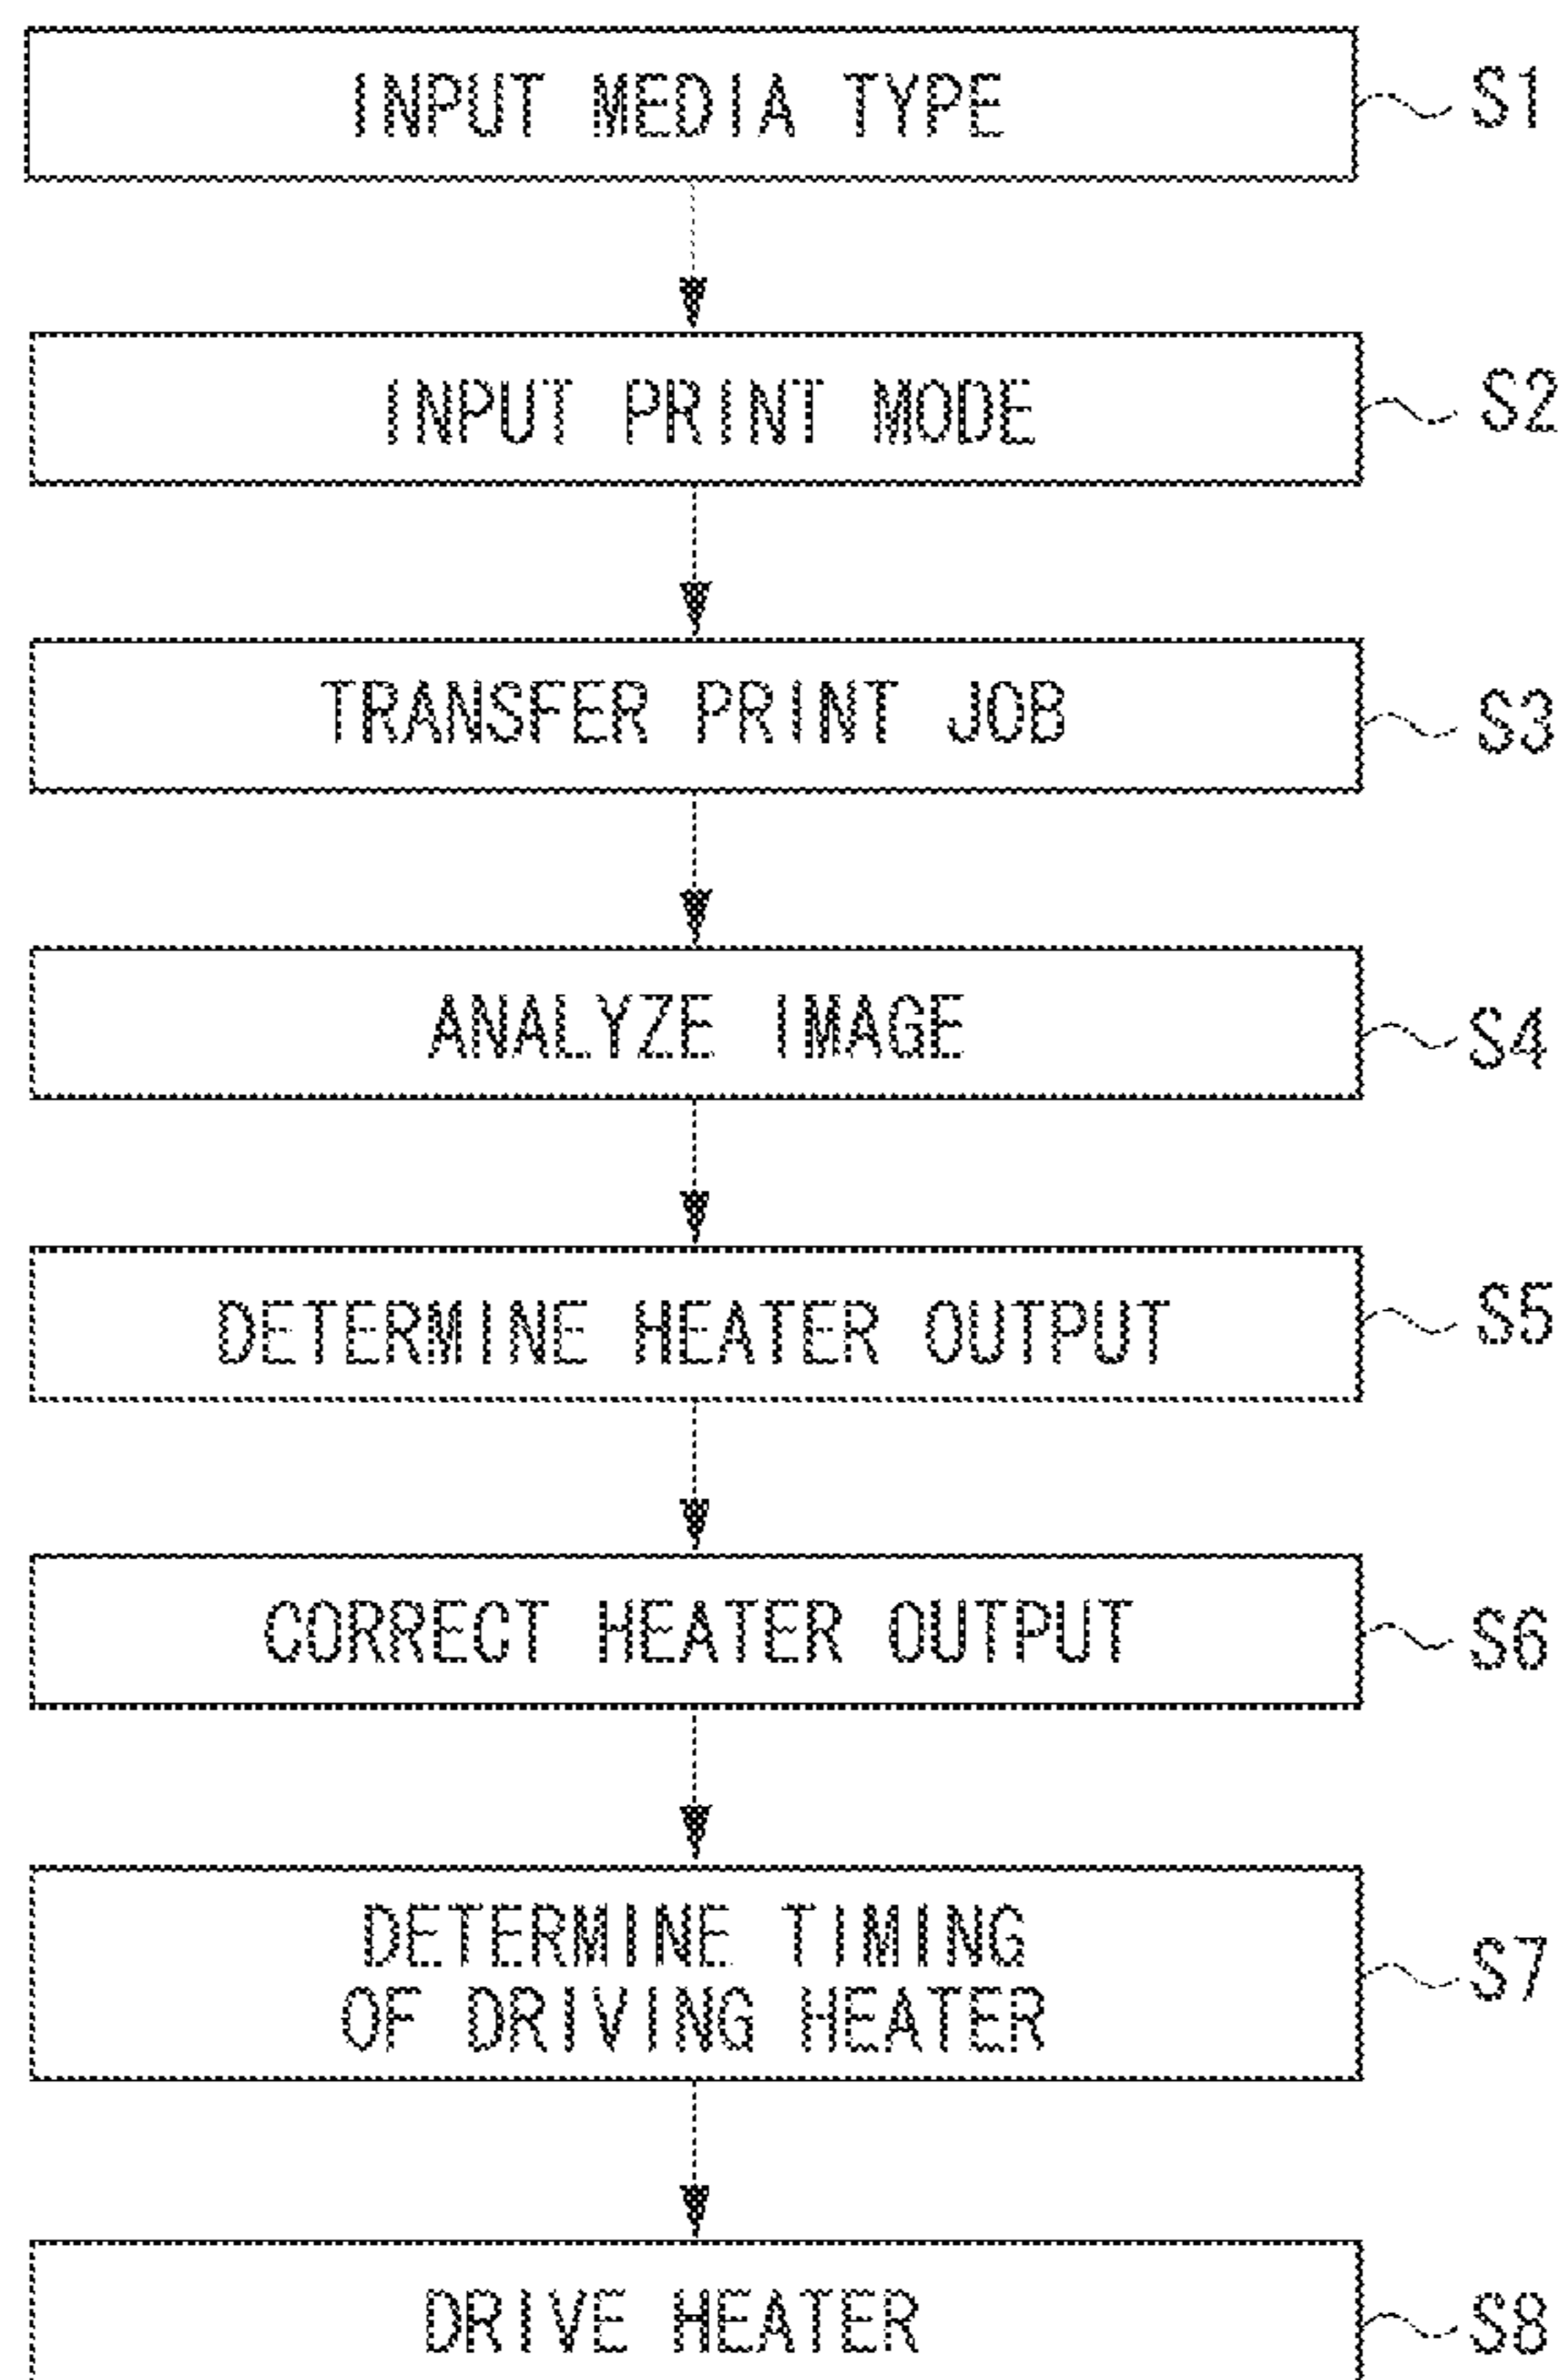 INPUT MEDIA TYPE S1
INPUT PRINT MODE S2
TRANSFER PRINT JOB S3
ANALYZE IMAGE S4
DETERMINE HEATER OUTPUT S5
CORRECT HEATER OUTPUT S6
DETERMINE TIMING S7
OF DRIVING HEATER
DRIVE HEATER S8